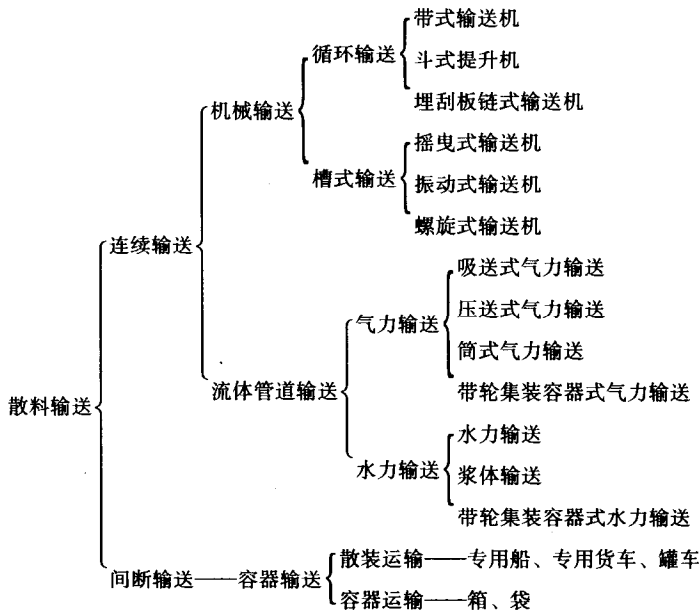 带式输送机
循环输送
斗式提升机
埋刮板链式输送机
机械输送
摇曳式输送机
槽式输送
振动式输送机
螺旋式输送机
连续输送
吸送式气力输送
气力输送
压送式气力输送
筒式气力输送
带轮集装容器式气力输送
流体管道输送
散料输送
水力输送
水力输送
浆体输送
带轮集装容器式水力输送
间断输送——容器输送
散装运输——专用船、专用货车、罐车
容器运输——箱、袋